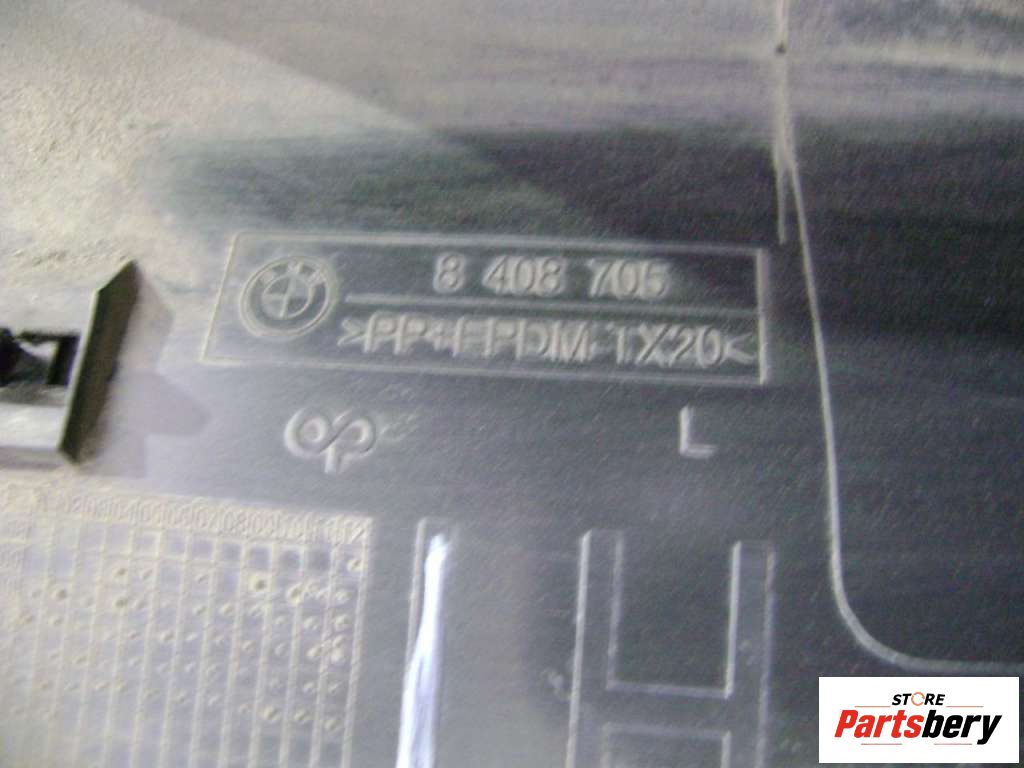 8 408 705
>PP+EPDM-TX20<
L
STORE
Partsbery